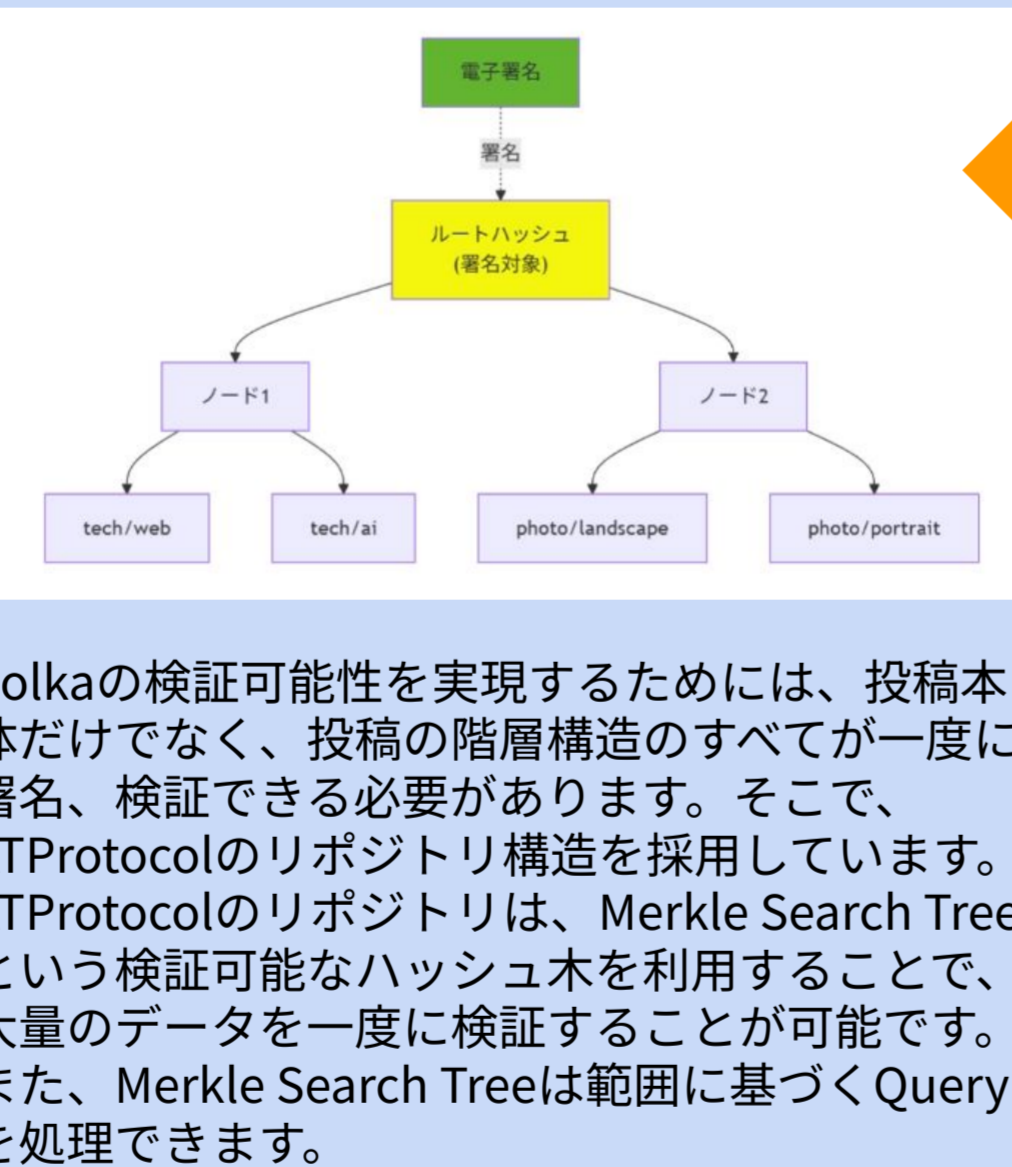 電子署名
署名
ルートハッシュ
(署名対象)
ノード1
ノード2
tech/web
tech/ai
photo/landscape
photo/portrait
olkaの検証可能性を実現するためには、投稿本
体だけでなく、投稿の階層構造のすべてが一度に
署名、検証できる必要があります。そこで、
TProtocolのリポジトリ構造を採用しています。
TProtocolのリポジトリは、Merkle Search Tree
という検証可能なハッシュ木を利用することで、
大量のデータを一度に検証することが可能です。
また、Merkle Search Treeは範囲に基づくQuery
を処理できます。